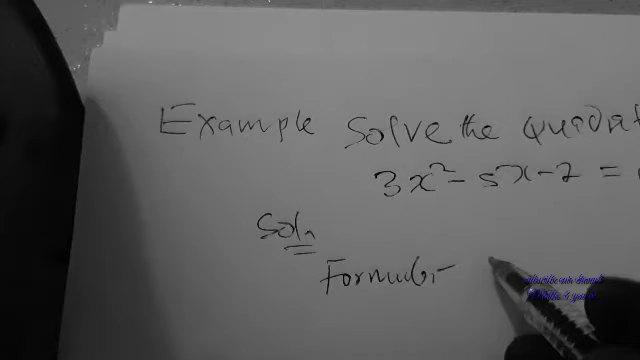 Example Solve the Quadrat
3x² - 5x - 2 =
Soln
Formula